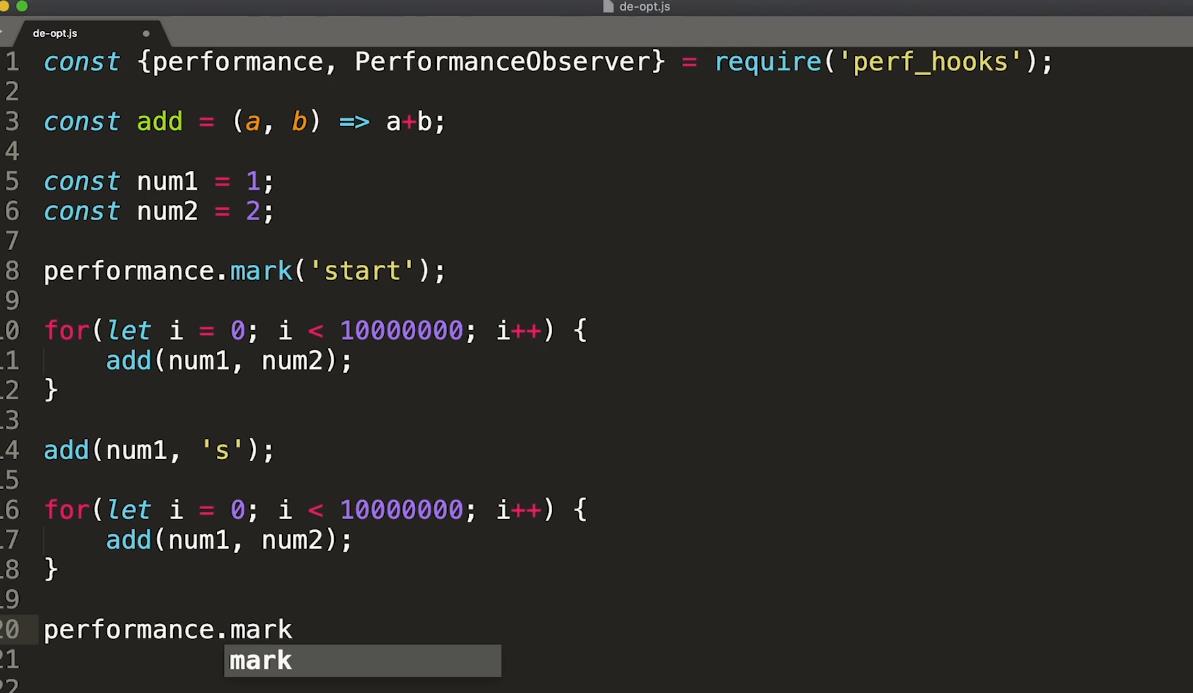 de-opt.js
de-opt.js
1 const {performance, PerformanceObserver} = require('perf_hooks');
2
3 const add = (a, b) => a+b;
4
5 const num1 = 1;
6 const num2 = 2;
7
8 performance.mark('start');
9
10 for(let i = 0; i < 10000000; i++) {
11     add(num1, num2);
12 }
13
14 add(num1, 's');
15
16 for(let i = 0; i < 10000000; i++) {
17     add(num1, num2);
18 }
19
20 performance.mark
21 mark
22